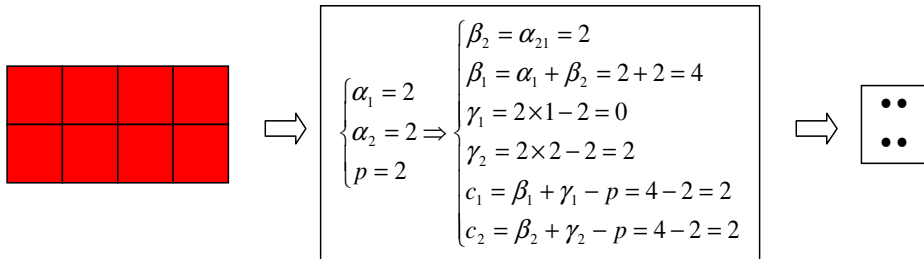 α₁ = 2
α₂ = 2 ⇒
p = 2
β₂ = α₂₁ = 2
β₁ = α₁ + β₂ = 2 + 2 = 4
γ₁ = 2×1 − 2 = 0
γ₂ = 2×2 − 2 = 2
c₁ = β₁ + γ₁ − p = 4 − 2 = 2
c₂ = β₂ + γ₂ − p = 4 − 2 = 2